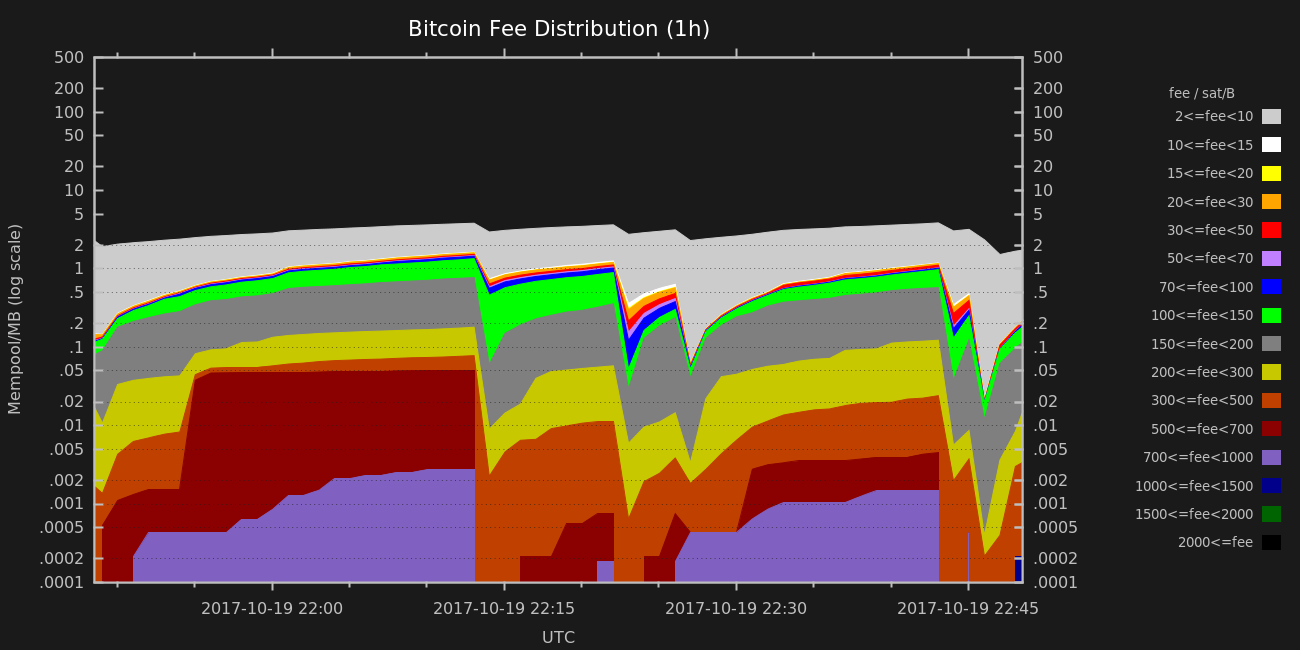 Bitcoin Fee Distribution (1h)
Mempool/MB (log scale)
500
200
100
50
20
10
5
2
1
.5
.2
.1
.05
.02
.01
.005
.002
.001
.0005
.0002
.0001
500
200
100
50
20
10
5
2
1
.5
.2
.1
.05
.02
.01
.005
.002
.001
.0005
.0002
.0001
fee / sat/B
2<=fee<10
10<=fee<15
15<=fee<20
20<=fee<30
30<=fee<50
50<=fee<70
70<=fee<100
100<=fee<150
150<=fee<200
200<=fee<300
300<=fee<500
500<=fee<700
700<=fee<1000
1000<=fee<1500
1500<=fee<2000
2000<=fee
2017-10-19 22:00 2017-10-19 22:15 2017-10-19 22:30 2017-10-19 22:45
UTC